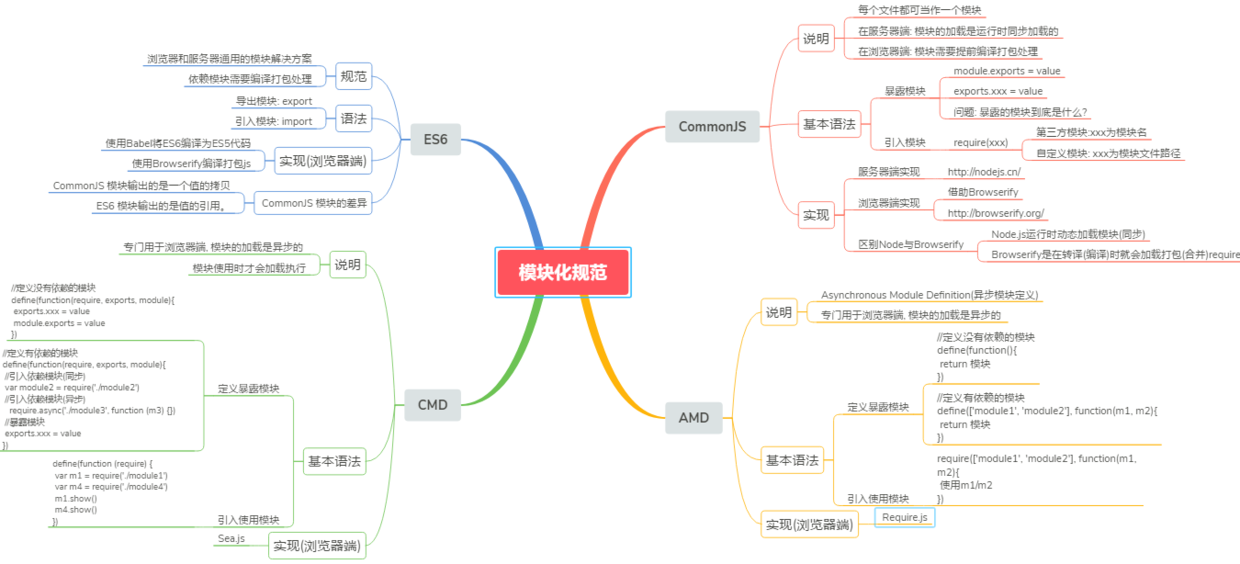 模块化规范
CommonJS
说明
每个文件都可当作一个模块
在服务器端: 模块的加载是运行时同步加载的
在浏览器端: 模块需要提前编译打包处理
基本语法
暴露模块
module.exports = value
exports.xxx = value
问题: 暴露的模块到底是什么?
引入模块
require(xxx)
第三方模块:xxx为模块名
自定义模块: xxx为模块文件路径
实现
服务器端实现
http://nodejs.cn/
浏览器端实现
借助Browserify
http://browserify.org/
区别Node与Browserify
Node.js运行时动态加载模块(同步)
Browserify是在转译(编译)时就会加载打包(合并)require
AMD
说明
Asynchronous Module Definition(异步模块定义)
专门用于浏览器端, 模块的加载是异步的
基本语法
定义暴露模块
//定义没有依赖的模块
define(function(){
return 模块
})
//定义有依赖的模块
define(['module1', 'module2'], function(m1, m2){
return 模块
})
引入使用模块
require(['module1', 'module2'], function(m1,
m2){
使用m1/m2
})
实现(浏览器端)
Require.js
ES6
规范
浏览器和服务器通用的模块解决方案
依赖模块需要编译打包处理
语法
导出模块: export
引入模块: import
实现(浏览器端)
使用Babel将ES6编译为ES5代码
使用Browserify编译打包js
CommonJS 模块的差异
CommonJS 模块输出的是一个值的拷贝
ES6 模块输出的是值的引用。
CMD
说明
专门用于浏览器端, 模块的加载是异步的
模块使用时才会加载执行
基本语法
定义暴露模块
//定义没有依赖的模块
define(function(require, exports, module){
exports.xxx = value
module.exports = value
})
//定义有依赖的模块
define(function(require, exports, module){
//引入依赖模块(同步)
var module2 = require('./module2')
//引入依赖模块(异步)
require.async('./module3', function (m3) {})
//暴露模块
exports.xxx = value
})
引入使用模块
define(function (require) {
var m1 = require('./module1')
var m4 = require('./module4')
m1.show()
m4.show()
})
实现(浏览器端)
Sea.js